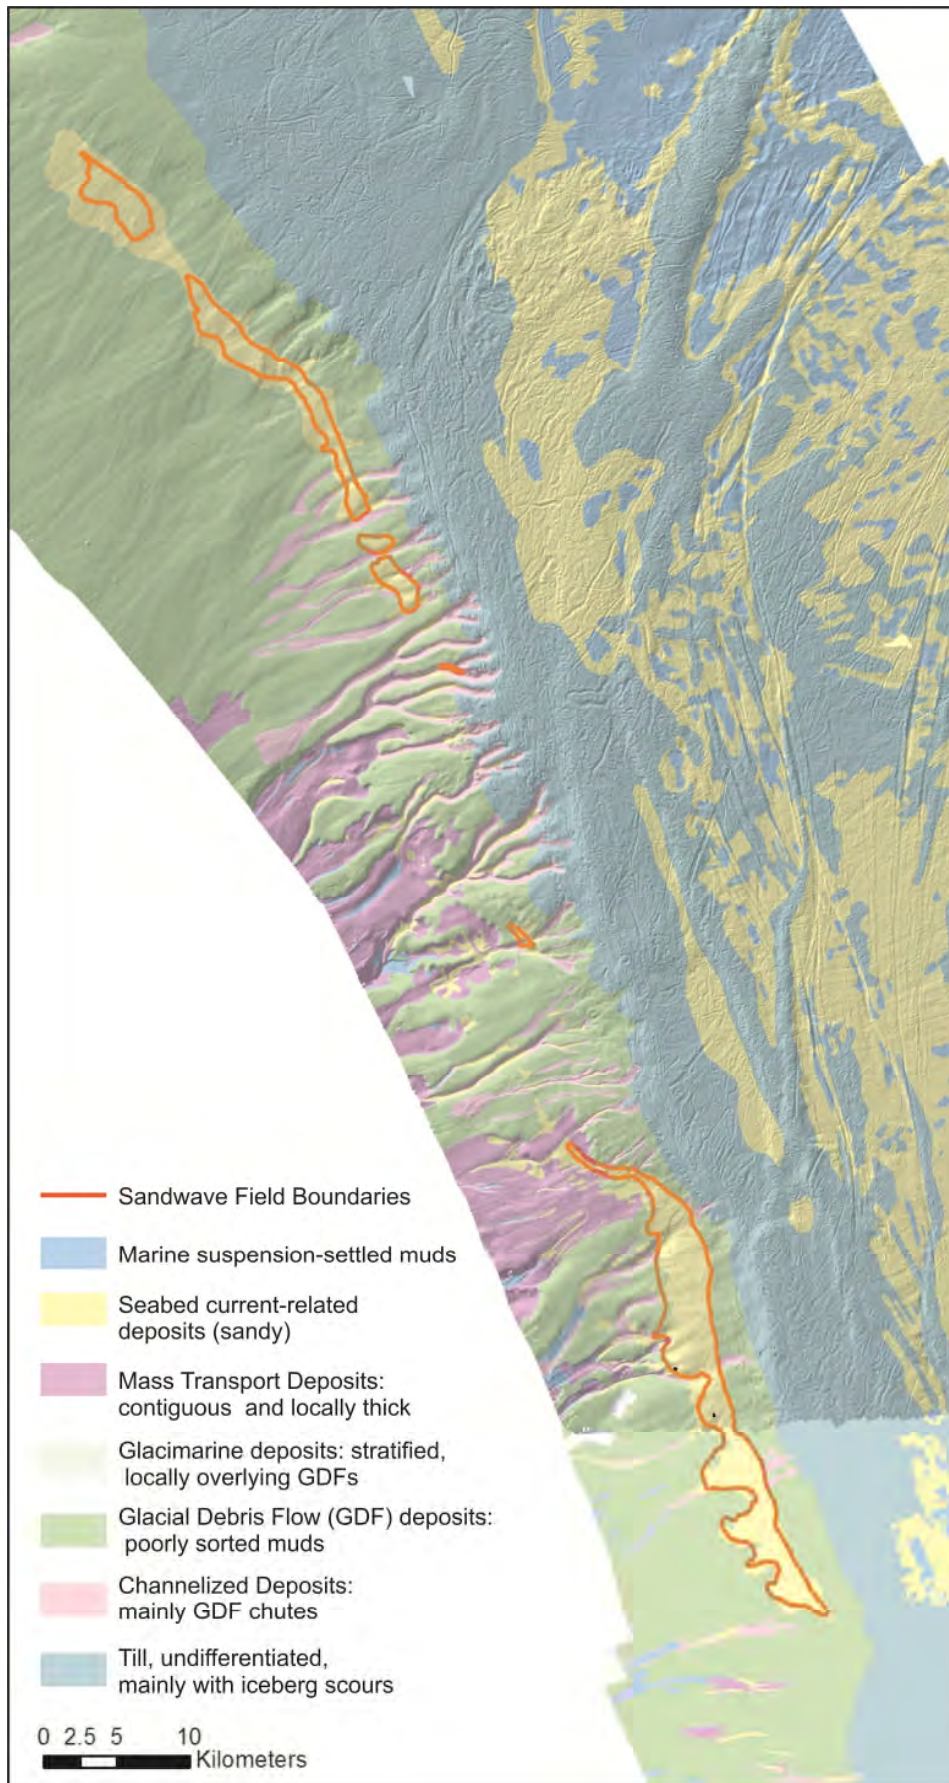 Sandwave Field Boundaries
Marine suspension-settled muds
Seabed current-related
deposits (sandy)
Mass Transport Deposits:
contiguous and locally thick
Glacimarine deposits: stratified,
locally overlying GDFs
Glacial Debris Flow (GDF) deposits:
poorly sorted muds
Channelized Deposits:
mainly GDF chutes
Till, undifferentiated,
mainly with iceberg scours
0 2.5 5 10
Kilometers